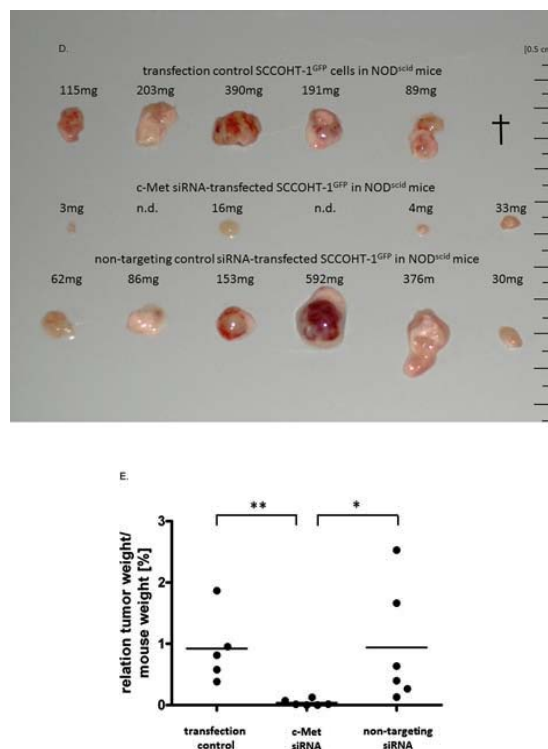 D.
[0.5 cm
transfection control SCCOHT-1GFP cells in NODscid mice
115mg 203mg 390mg 191mg 89mg
†
c-Met siRNA-transfected SCCOHT-1GFP in NODscid mice
3mg n.d. 16mg n.d. 4mg 33mg
non-targeting control siRNA-transfected SCCOHT-1GFP in NODscid mice
62mg 86mg 153mg 592mg 376m 30mg
E.
** *
relation tumor weight/
mouse weight [%]
3
2
1
0
transfection c-Met non-targeting
control siRNA siRNA